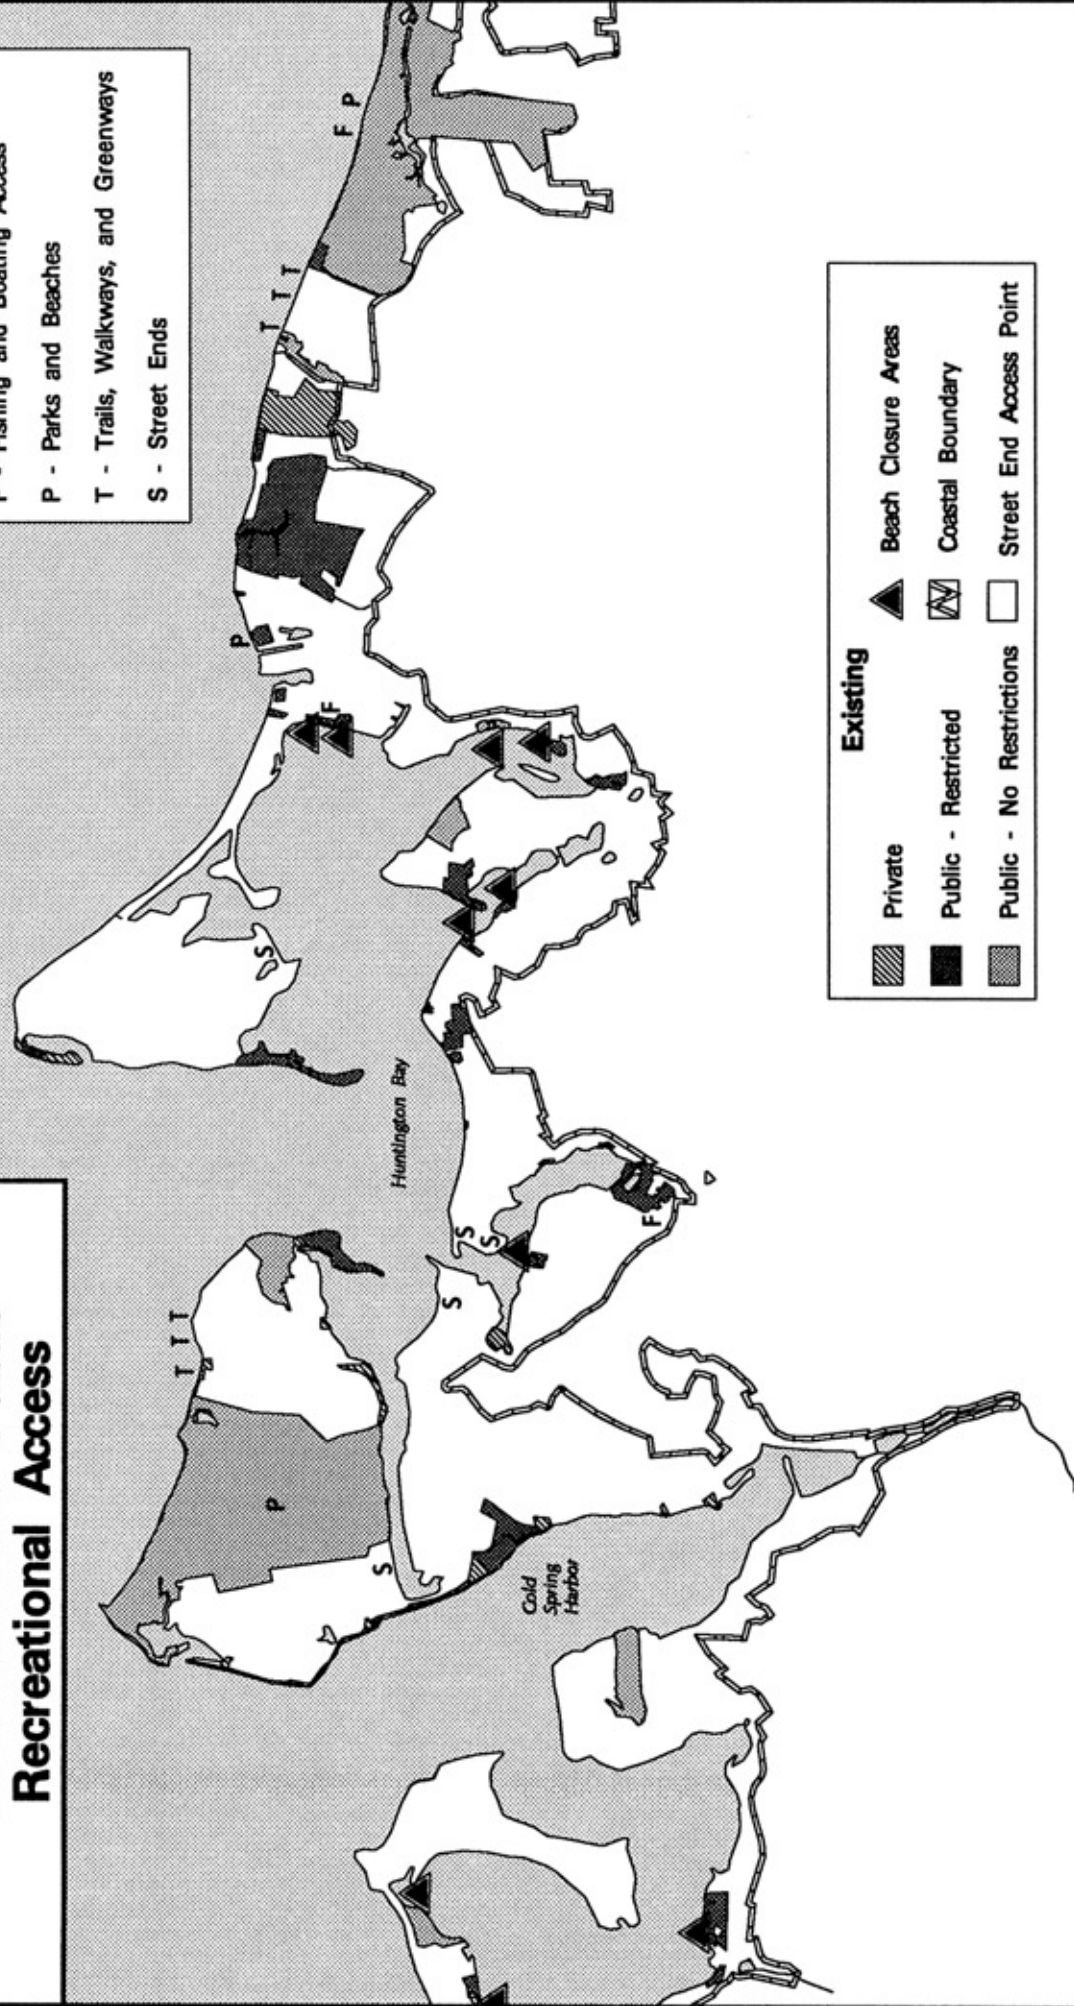 Recreational Access
Fishing and Boating Access
P - Parks and Beaches
T - Trails, Walkways, and Greenways
S - Street Ends
T T T
P
S
P
T T T
F
F P
S
Huntington Bay
S
S
S
S
Cold
Spring
Harbor
F
Existing
Private
Beach Closure Areas
Public - Restricted
Coastal Boundary
Public - No Restrictions
Street End Access Point